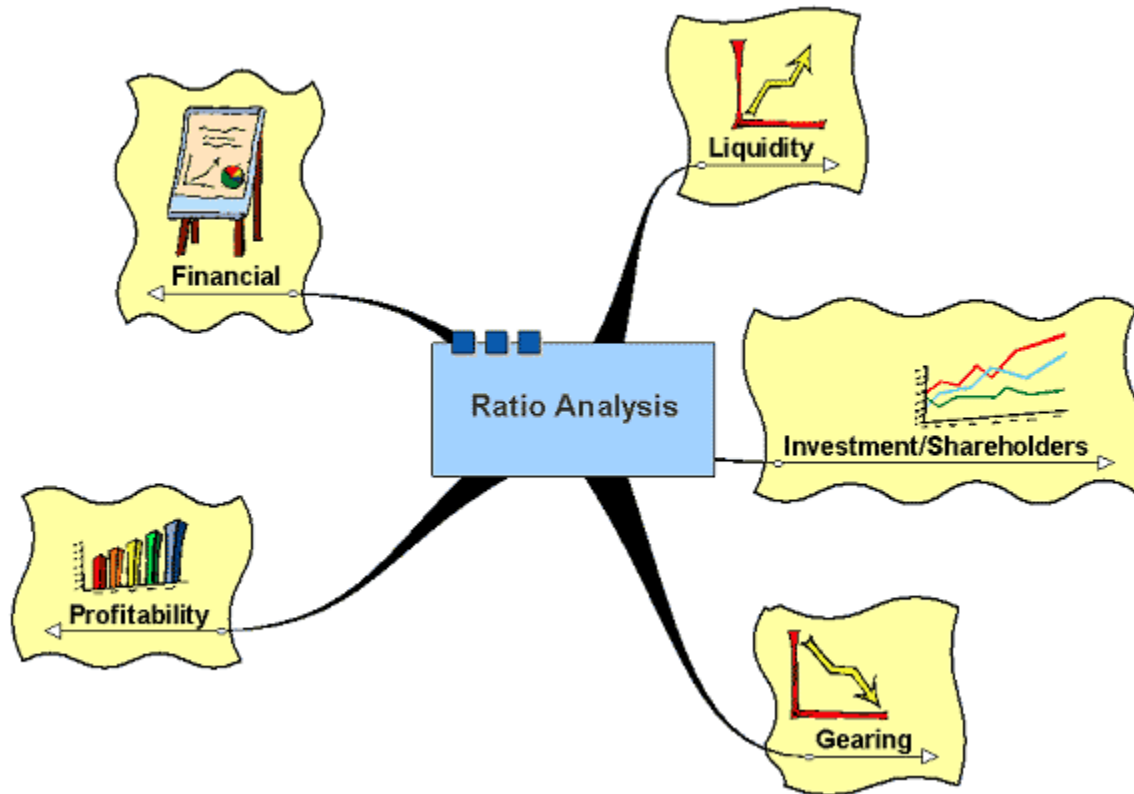 Liquidity
Financial
Ratio Analysis
Investment/Shareholders
Profitability
Gearing